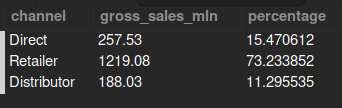 channel gross_sales_mln percentage
Direct 257.53 15.470612
Retailer 1219.08 73.233852
Distributor 188.03 11.295535